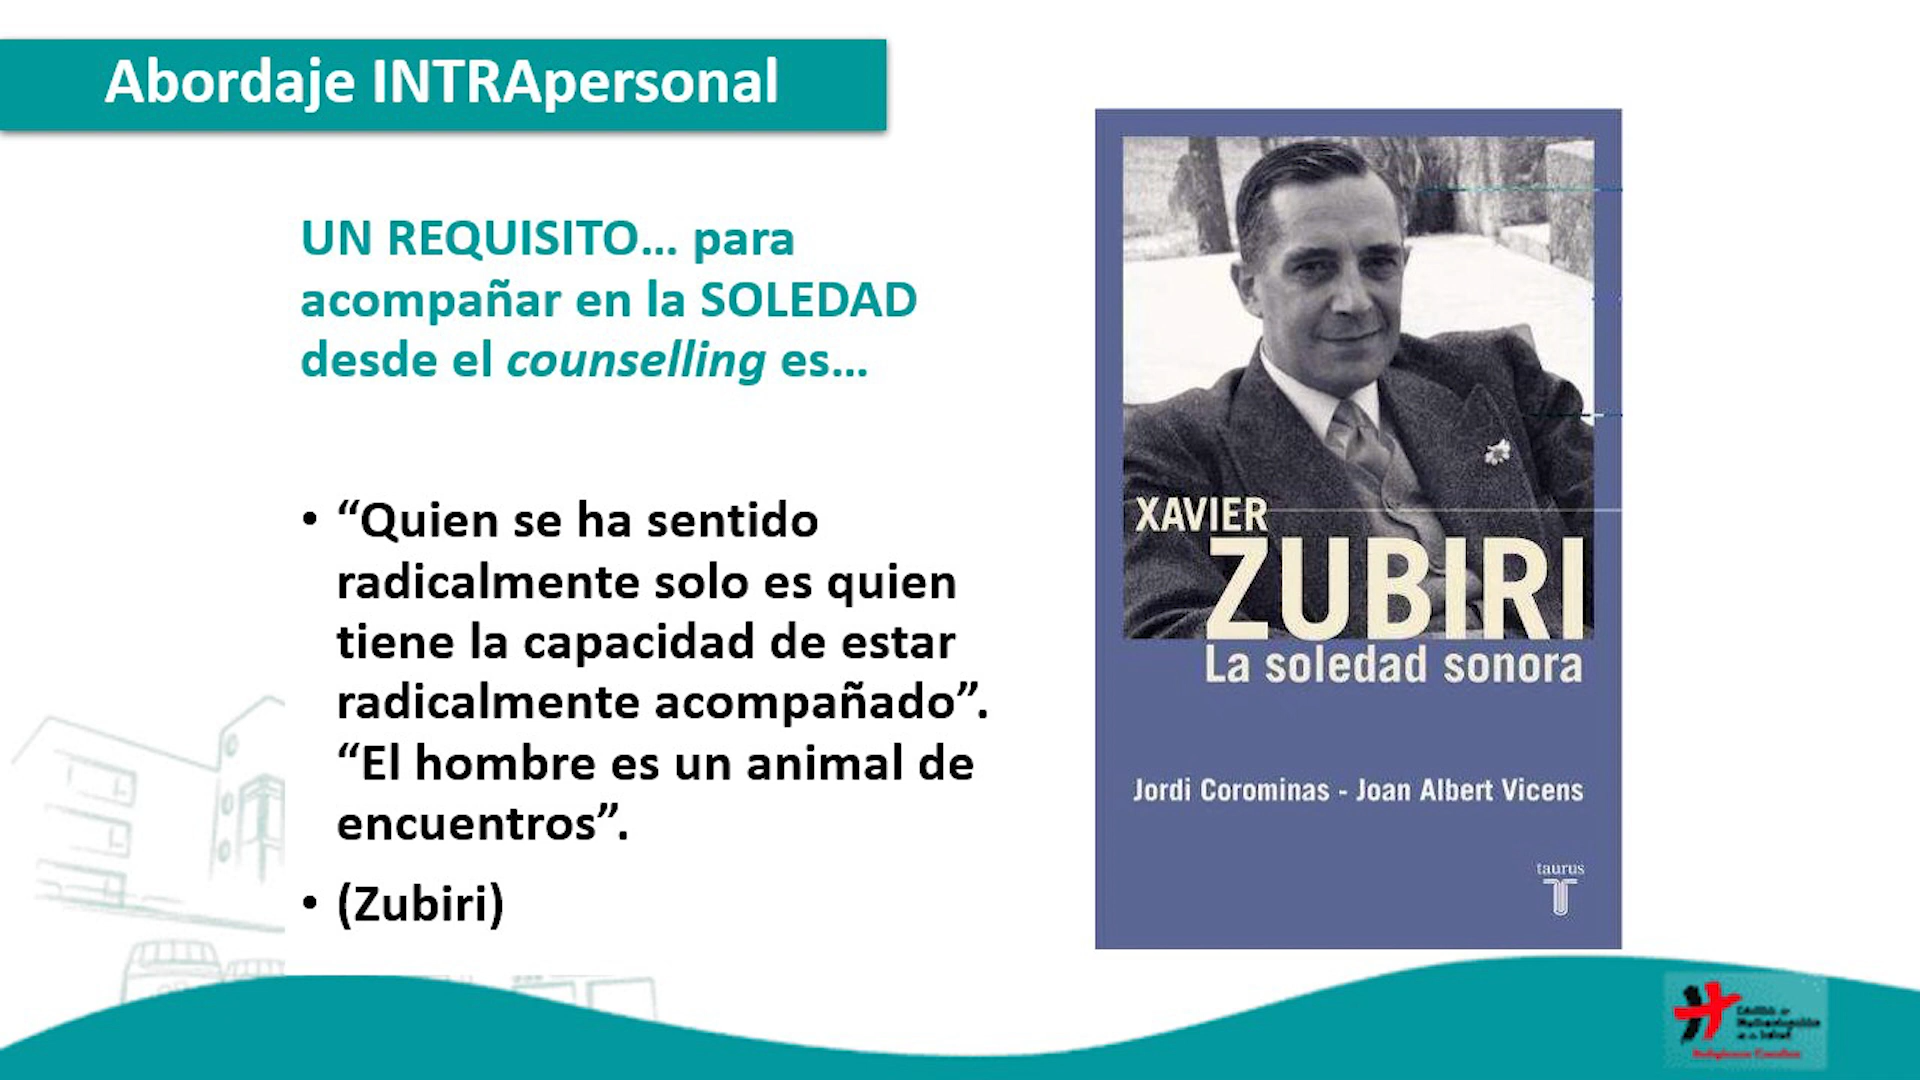 Abordaje INTRApersonal
UN REQUISITO... para
acompañar en la SOLEDAD
desde el counselling es...
• “Quien se ha sentido
radicalmente solo es quien
tiene la capacidad de estar
radicalmente acompañado”.
“El hombre es un animal de
encuentros”.
• (Zubiri)
XAVIER
ZUBIRI
La soledad sonora
Jordi Corominas - Joan Albert Vicens
taurus